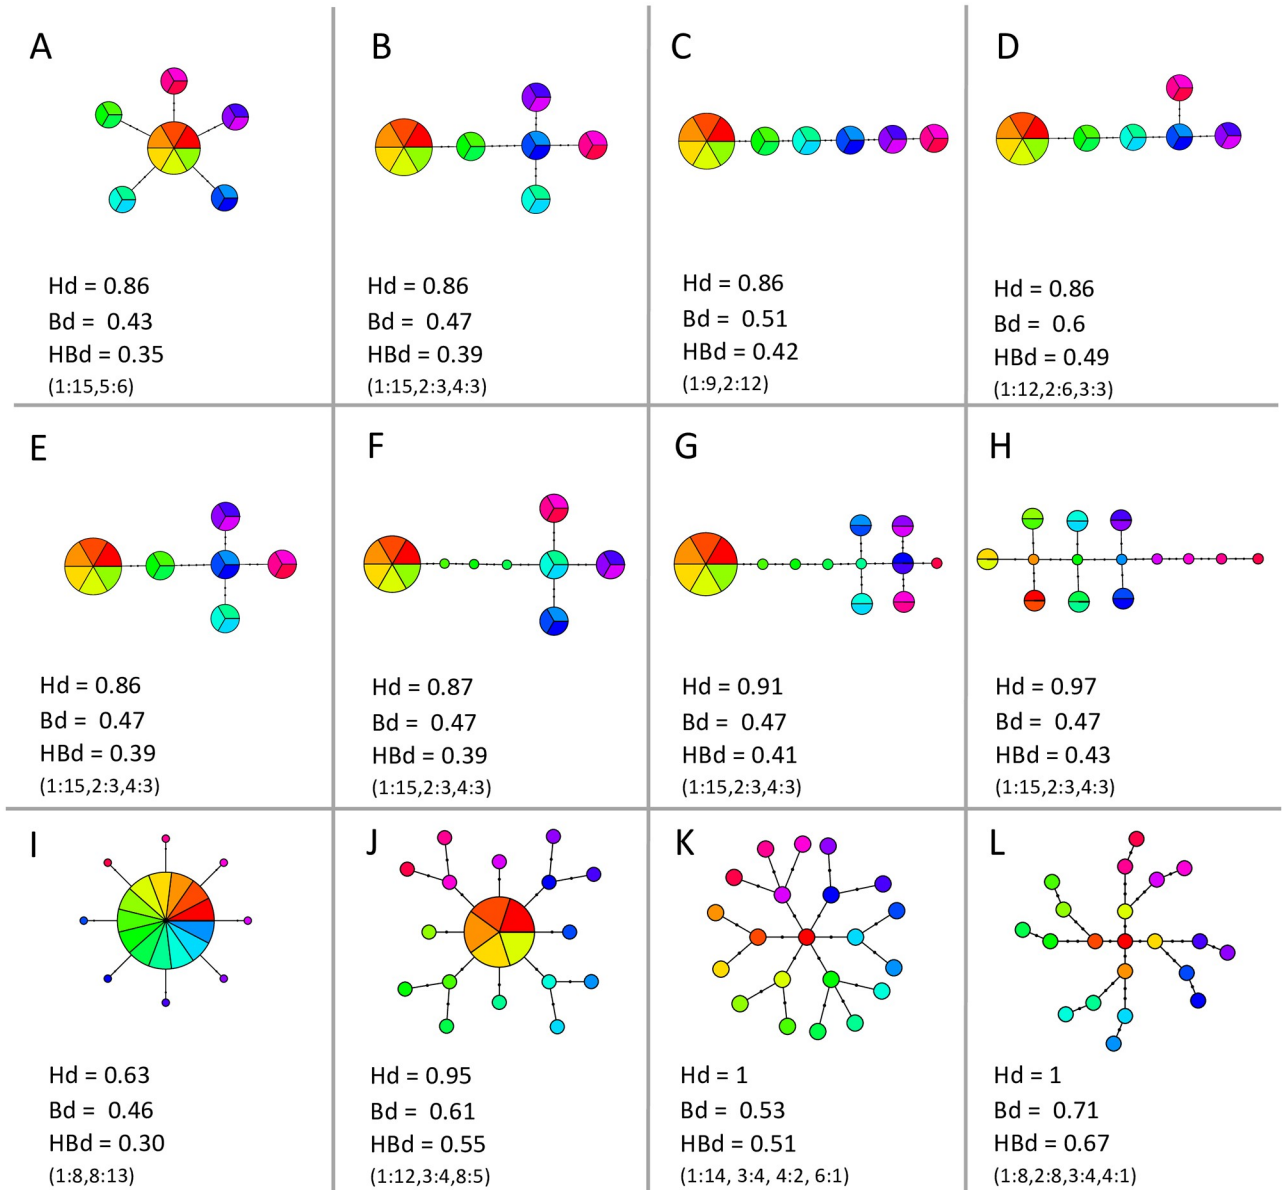 A
Hd = 0.86
Bd = 0.43
HBd = 0.35
(1:15,5:6)
B
Hd = 0.86
Bd = 0.47
HBd = 0.39
(1:15,2:3,4:3)
C
Hd = 0.86
Bd = 0.51
HBd = 0.42
(1:9,2:12)
D
Hd = 0.86
Bd = 0.6
HBd = 0.49
(1:12,2:6,3:3)
E
Hd = 0.86
Bd = 0.47
HBd = 0.39
(1:15,2:3,4:3)
F
Hd = 0.87
Bd = 0.47
HBd = 0.39
(1:15,2:3,4:3)
G
Hd = 0.91
Bd = 0.47
HBd = 0.41
(1:15,2:3,4:3)
H
Hd = 0.97
Bd = 0.47
HBd = 0.43
(1:15,2:3,4:3)
I
Hd = 0.63
Bd = 0.46
HBd = 0.30
(1:8,8:13)
J
Hd = 0.95
Bd = 0.61
HBd = 0.55
(1:12,3:4,8:5)
K
Hd = 1
Bd = 0.53
HBd = 0.51
(1:14, 3:4, 4:2, 6:1)
L
Hd = 1
Bd = 0.71
HBd = 0.67
(1:8,2:8,3:4,4:1)